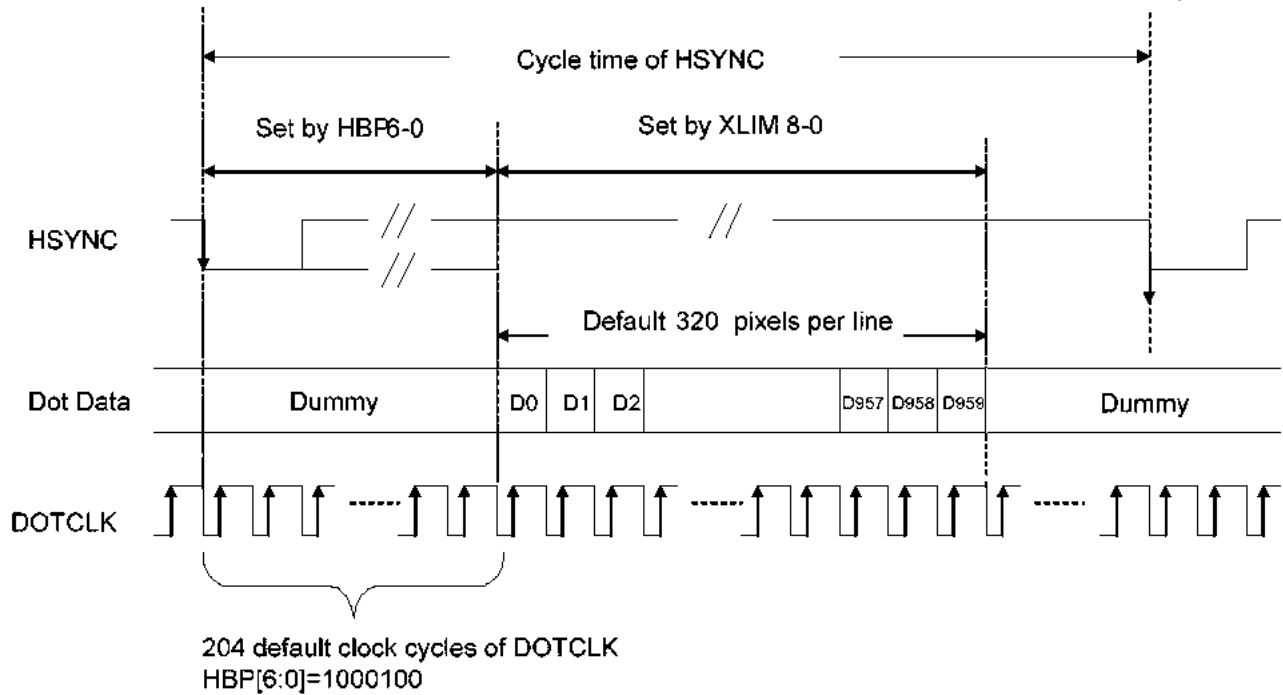 Cycle time of HSYNC
Set by HBP6-0
Set by XLIM 8-0
HSYNC
Default 320 pixels per line
Dot Data
Dummy
D0
D1
D2
D957
D958
D959
Dummy
DOTCLK
204 default clock cycles of DOTCLK
HBP[6:0]=1000100